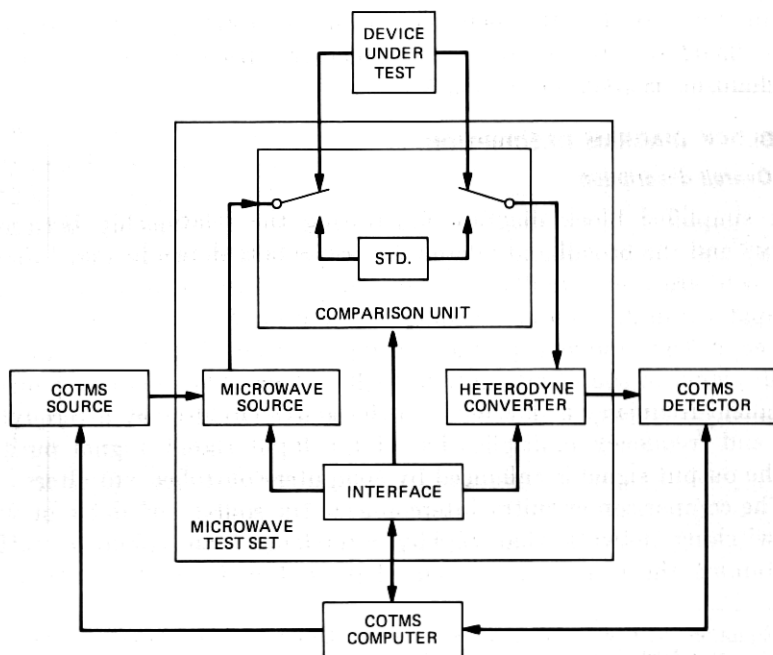 DEVICE
UNDER
TEST
STD.
COMPARISON UNIT
COTMS
SOURCE
MICROWAVE
SOURCE
HETERODYNE
CONVERTER
COTMS
DETECTOR
INTERFACE
MICROWAVE
TEST SET
COTMS
COMPUTER